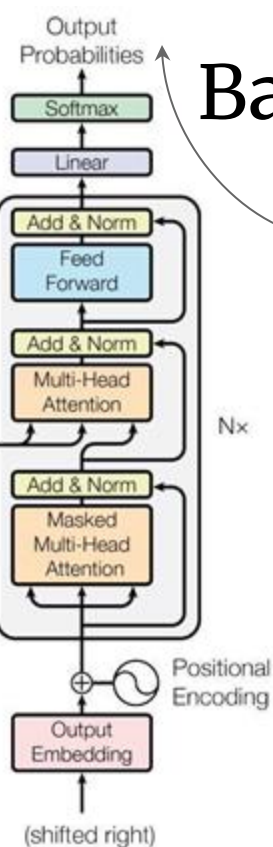 Output
Probabilities
Ba
Softmax
Linear
Add & Norm
Feed
Forward
Add & Norm
Multi-Head
Attention
N×
Add & Norm
Masked
Multi-Head
Attention
Positional
Encoding
Output
Embedding
(shifted right)